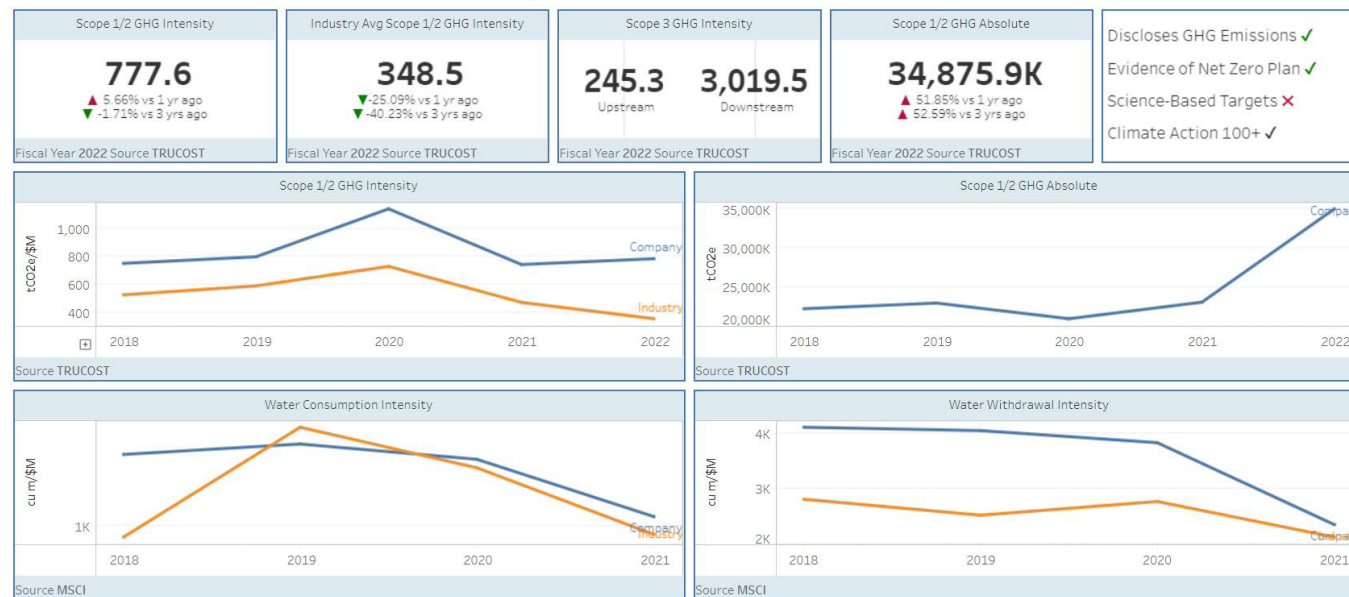 Scope 1/2 GHG Intensity
777.6
▲ 5.66% vs 1 yr ago
▼ -1.71% vs 3 yrs ago
Fiscal Year 2022 Source TRUCOST
Industry Avg Scope 1/2 GHG Intensity
348.5
▼-25.09% vs 1 yr ago
▼ -40.23% vs 3 yrs ago
Fiscal Year 2022 Source TRUCOST
Scope 3 GHG Intensity
245.3 3,019.5
Upstream Downstream
Fiscal Year 2022 Source TRUCOST
Scope 1/2 GHG Absolute
34,875.9K
▲ 51.85% vs 1 yr ago
▲ 52.59% vs 3 yrs ago
Fiscal Year 2022 Source TRUCOST
Discloses GHG Emissions ✓
Evidence of Net Zero Plan ✓
Science-Based Targets ✕
Climate Action 100+ ✓
Scope 1/2 GHG Intensity
tCO2e/$M
1,000
800
600
400
Company
Industry
2018 2019 2020 2021 2022
Source TRUCOST
Scope 1/2 GHG Absolute
tCO2e
35,000K
30,000K
25,000K
20,000K
Compa
2018 2019 2020 2021 2022
Source TRUCOST
Water Consumption Intensity
cu m/$M
1K
Company
Industry
2018 2019 2020 2021
Source MSCI
Water Withdrawal Intensity
cu m/$M
4K
3K
2K
2018 2019 2020 2021
Source MSCI